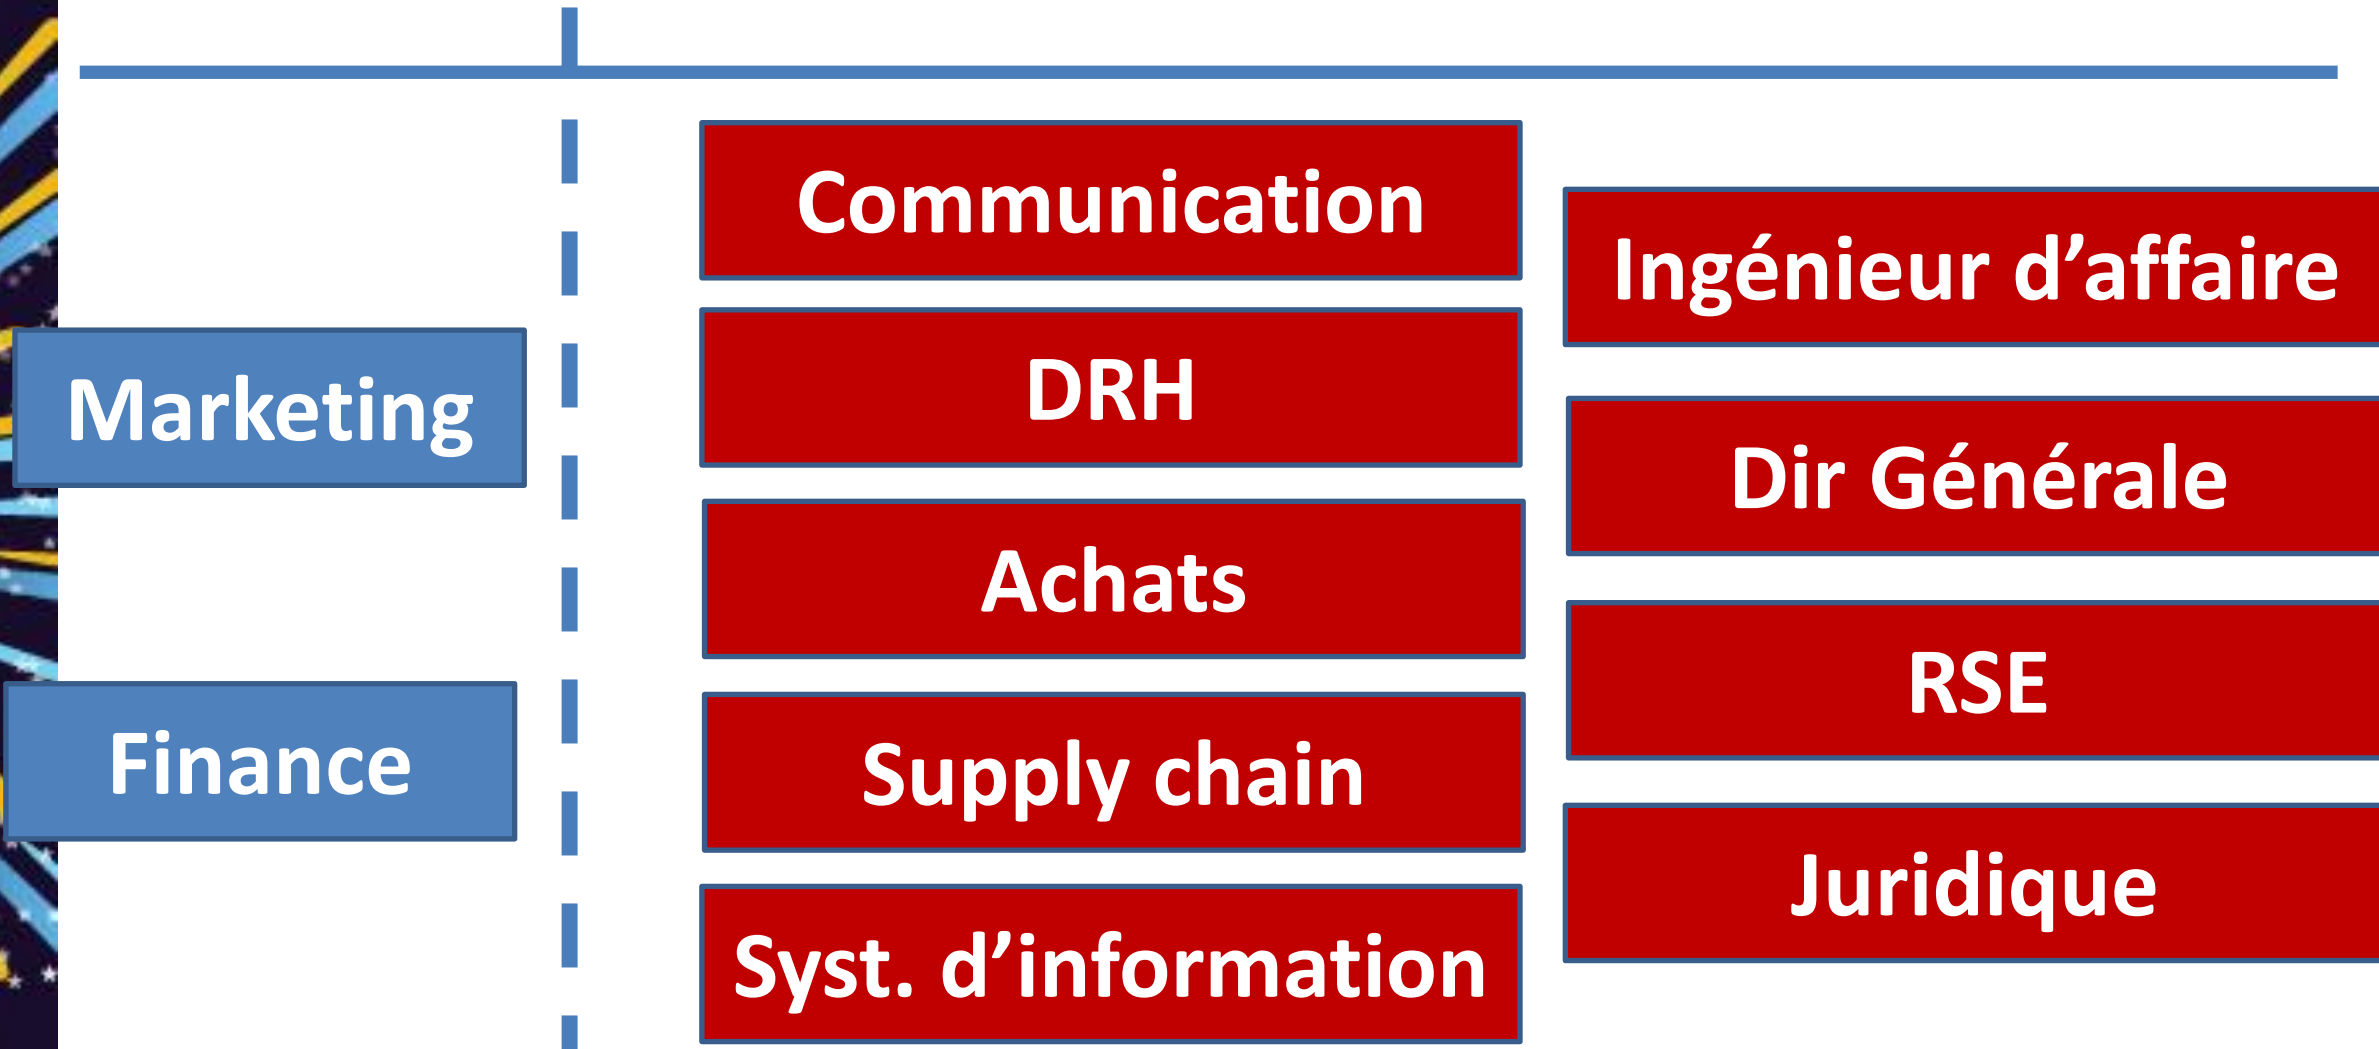 Marketing
Finance
Communication
DRH
Achats
Supply chain
Syst. d’information
Ingénieur d’affaire
Dir Générale
RSE
Juridique